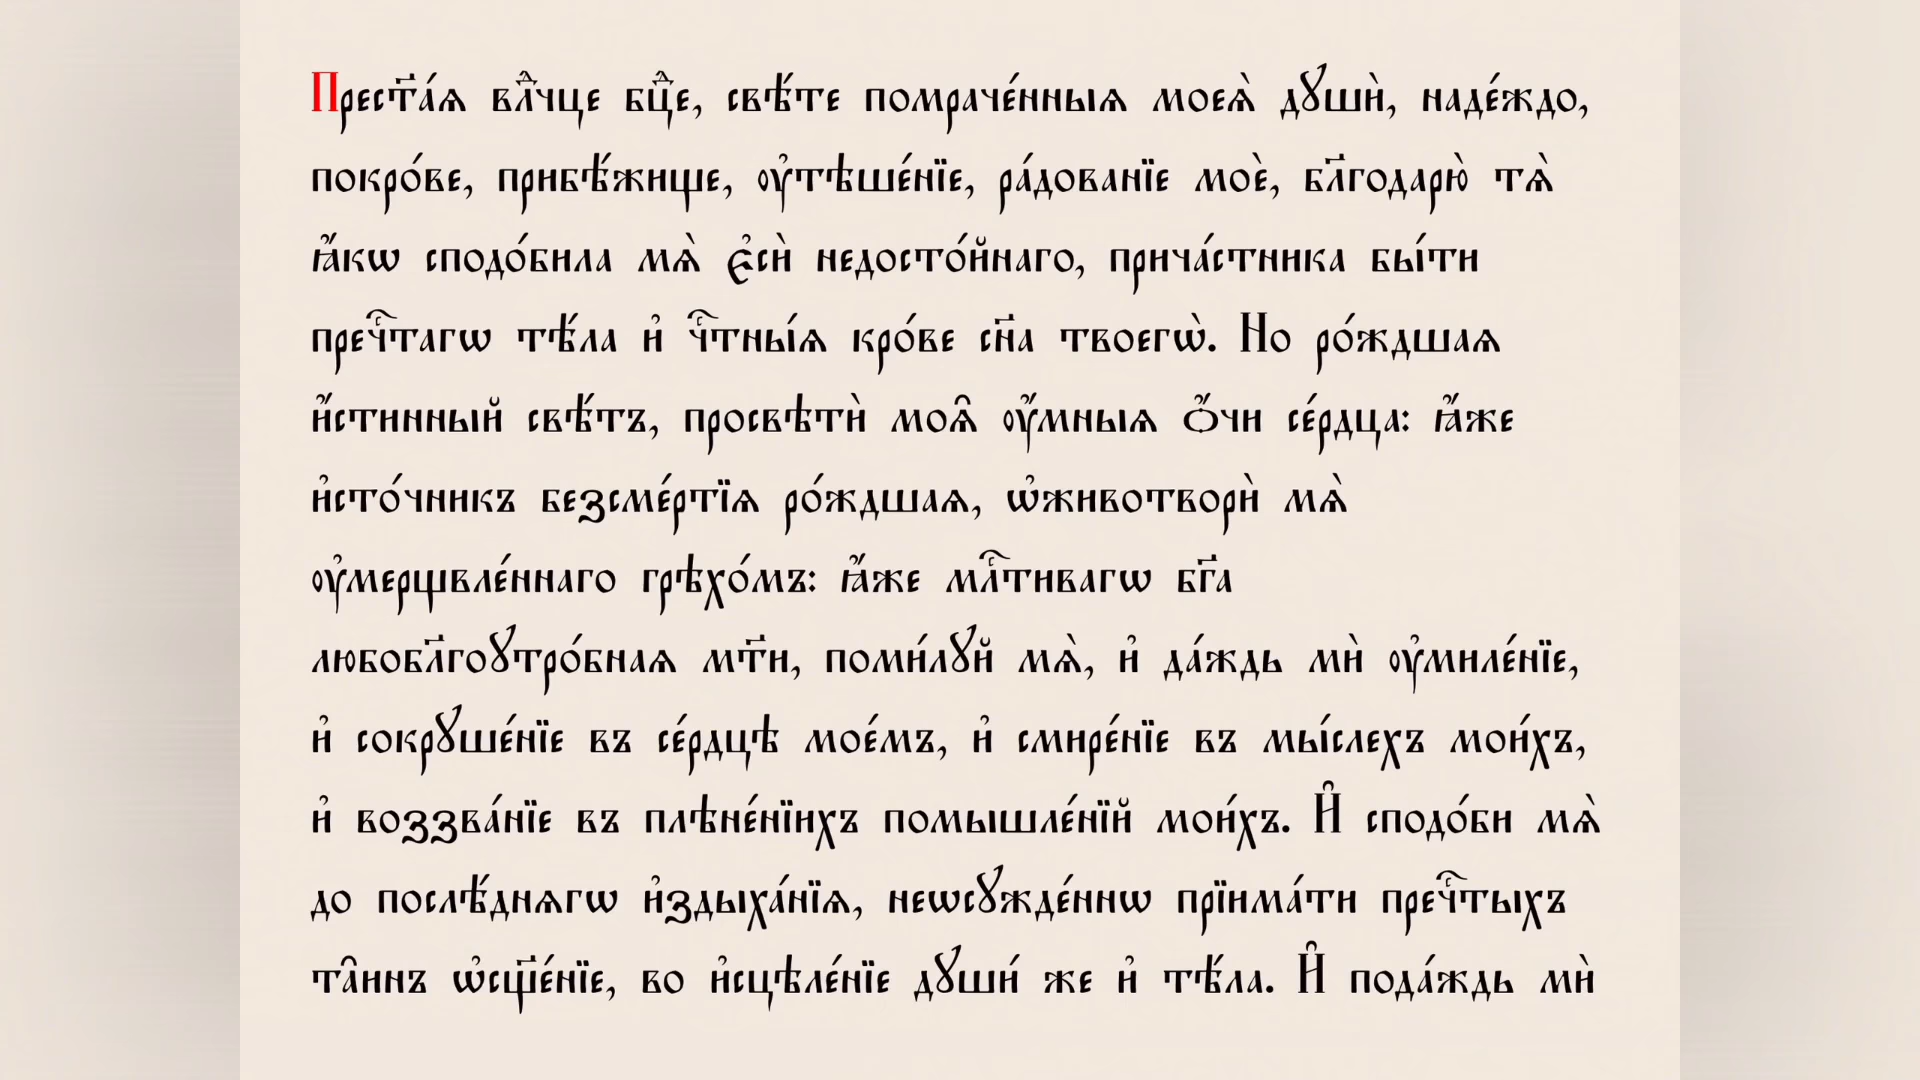 Прест҃а́ѧ влⷣчце бцⷣе, свѣ́те помраче́нныѧ моеѧ̀ дꙋшѝ, наде́ждо,
покро́ве, прибѣ́жище, ᲂу҆тѣше́нїе, ра́дованїе моѐ, бл҃годарю̀ тѧ̀
ꙗ҆́кѡ сподо́била мѧ̀ є҆сѝ недосто́йнаго, прича́стника бы́ти
пречⷭ҇тагѡ тѣ́ла и҆ чⷭ҇тны́ѧ кро́ве сн҃а твоегѡ̀. Но ро́ждшаѧ
и҆́стинный свѣ́тъ, просвѣтѝ моѧ̑ ᲂу҆́мныѧ ѻ҆́чи се́рдца: ꙗ҆́же
и҆сто́чникъ безсме́ртїѧ ро́ждшаѧ, ѡ҆животворѝ мѧ̀
ᲂу҆мерщвле́ннаго грѣхо́мъ: ꙗ҆́же млⷭ҇тивагѡ бг҃а
любобл҃гоꙋтро́бнаѧ мт҃и, поми́лꙋй мѧ̀, и҆ да́ждь мѝ ᲂу҆миле́нїе,
и҆ сокрꙋше́нїе въ се́рдцѣ мое́мъ, и҆ смире́нїе въ мы́слехъ мои́хъ,
и҆ воззва́нїе въ плѣне́нїихъ помышле́нїй мои́хъ. И҆̑ сподо́би мѧ̀
до послѣ́днѧгѡ и҆здыха́нїѧ, неѡсꙋжде́ннѡ прїима́ти пречⷭ҇тыхъ
та̑инъ ѡ҆сщ҃е́нїе, во и҆сцѣле́нїе дꙋши́ же и҆ тѣ́ла. И҆̑ пода́ждь мѝ